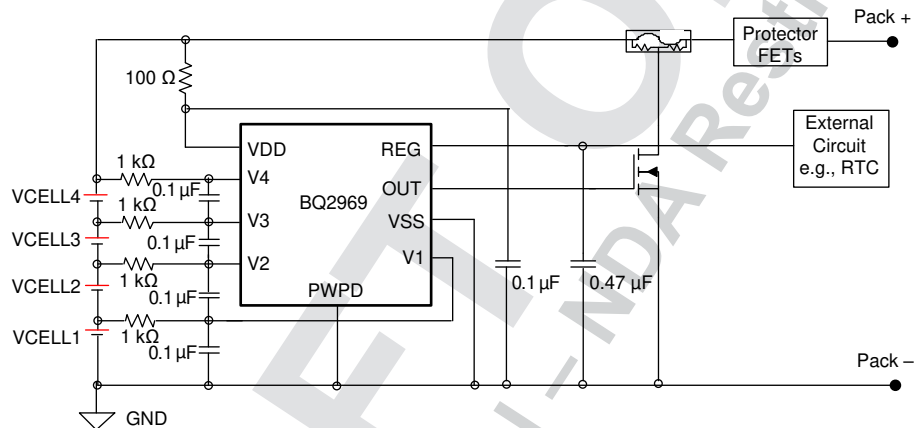 Pack +
Protector
FETs
100 Ω
External
Circuit
e.g., RTC
VDD
REG
1 kΩ
0.1 µF
V4
VCELL4
OUT
1 kΩ
BQ2969
V3
VSS
VCELL3
0.1 µF
V2
V1
1 kΩ
VCELL2
0.1 µF
0.1 µF
0.47 µF
PWPD
VCELL1
1 kΩ
0.1 µF
Pack –
GND
I – NDA Restri